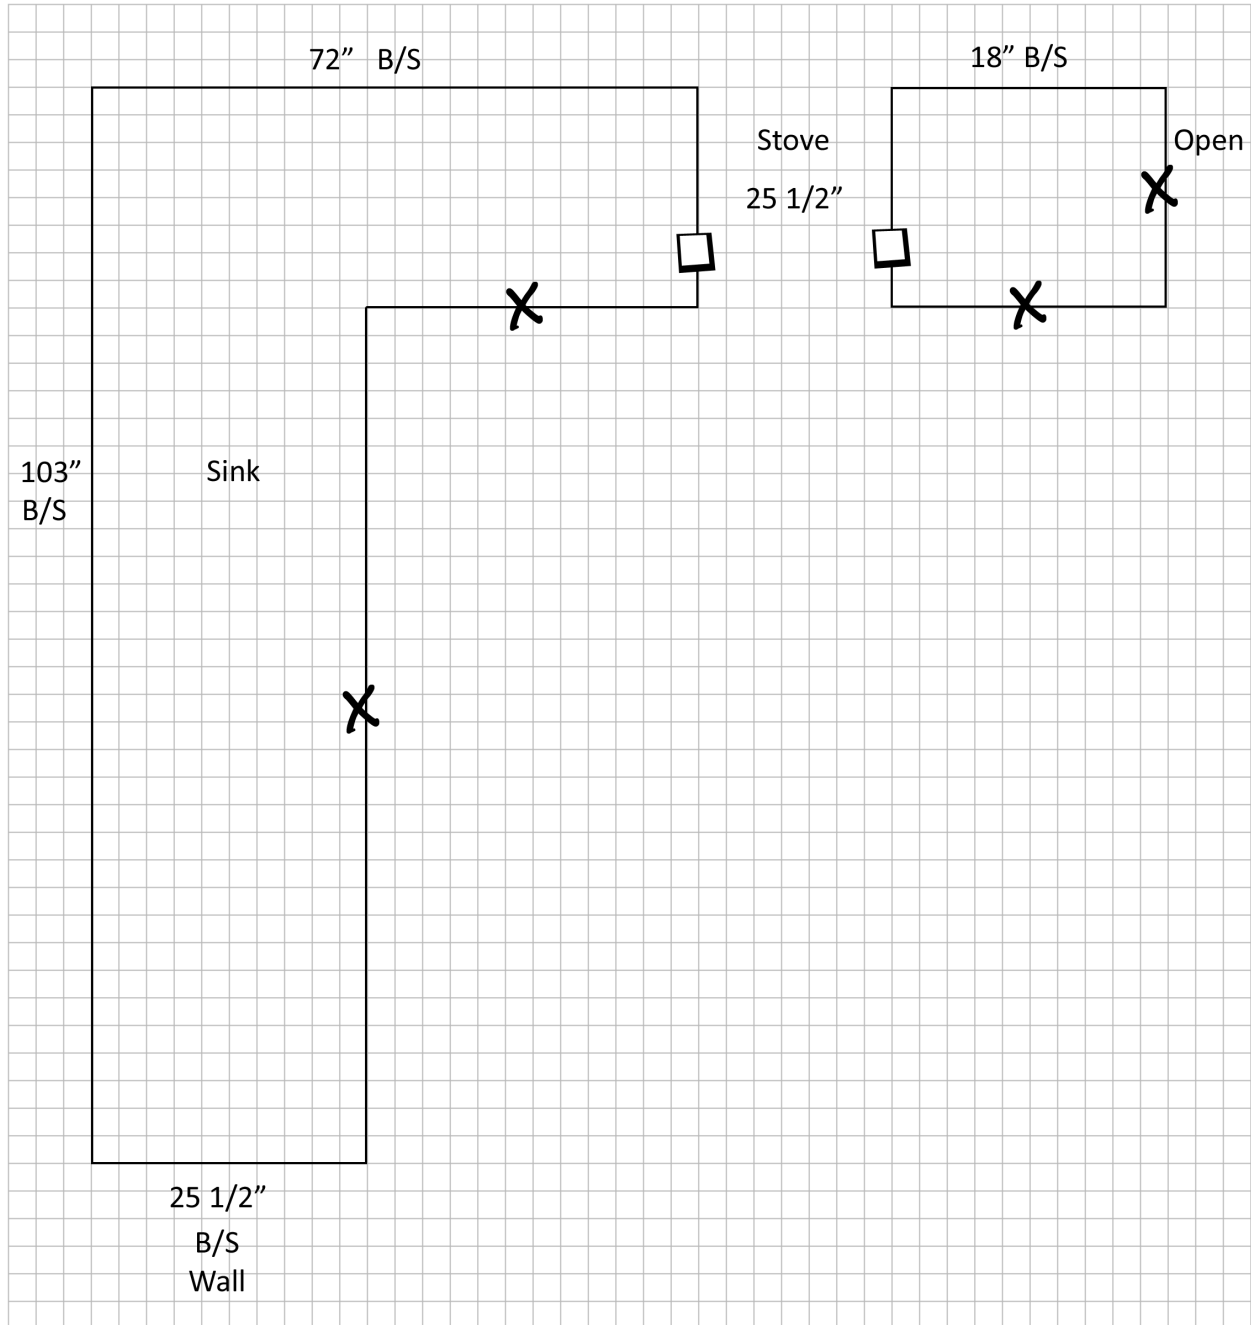 72” B/S
18” B/S
Stove
Open
25 1/2”
103”
B/S
Sink
25 1/2”
B/S
Wall